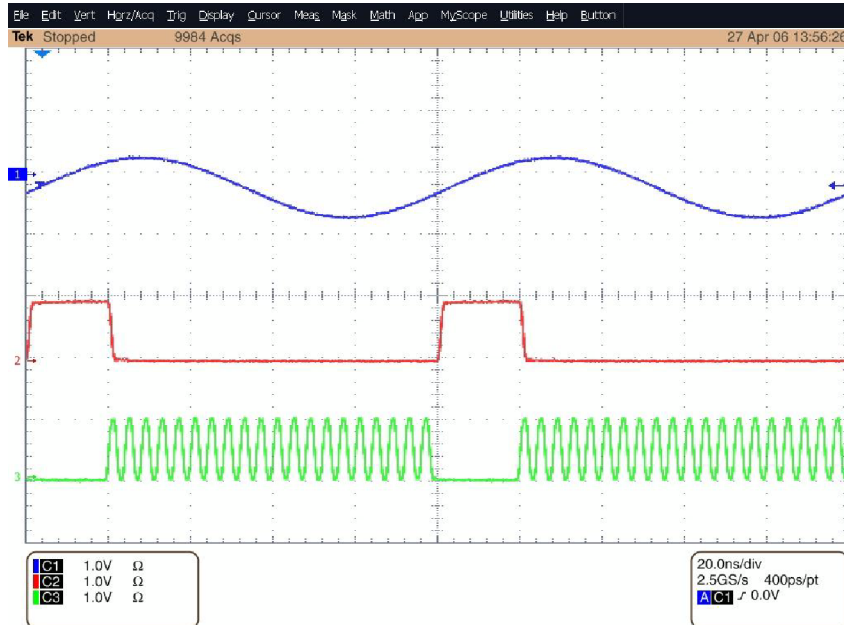 File Edit Vert Horz/Acq Trig Display Cursor Meas Mask Math App MyScope Utilities Help Button
Tek Stopped 9984 Acqs 27 Apr 06 13:56:26
1
2
3
C1 1.0V Ω
C2 1.0V Ω
C3 1.0V Ω
20.0ns/div
2.5GS/s 400ps/pt
A C1 ⌡ 0.0V